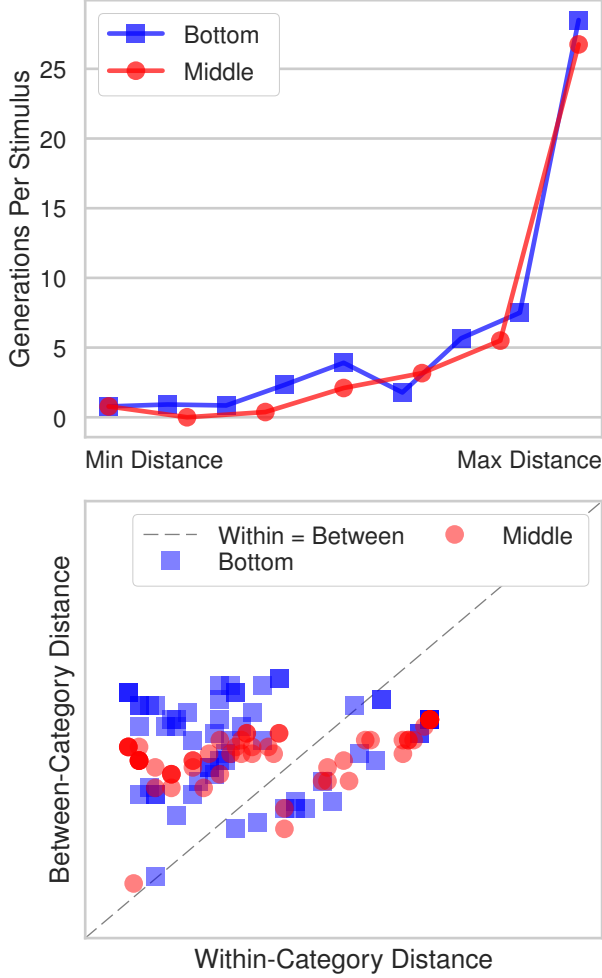 Generations Per Stimulus
25
20
15
10
5
0
Bottom
Middle
Min Distance
Max Distance
Between-Category Distance
Within = Between
Bottom
Middle
Within-Category Distance